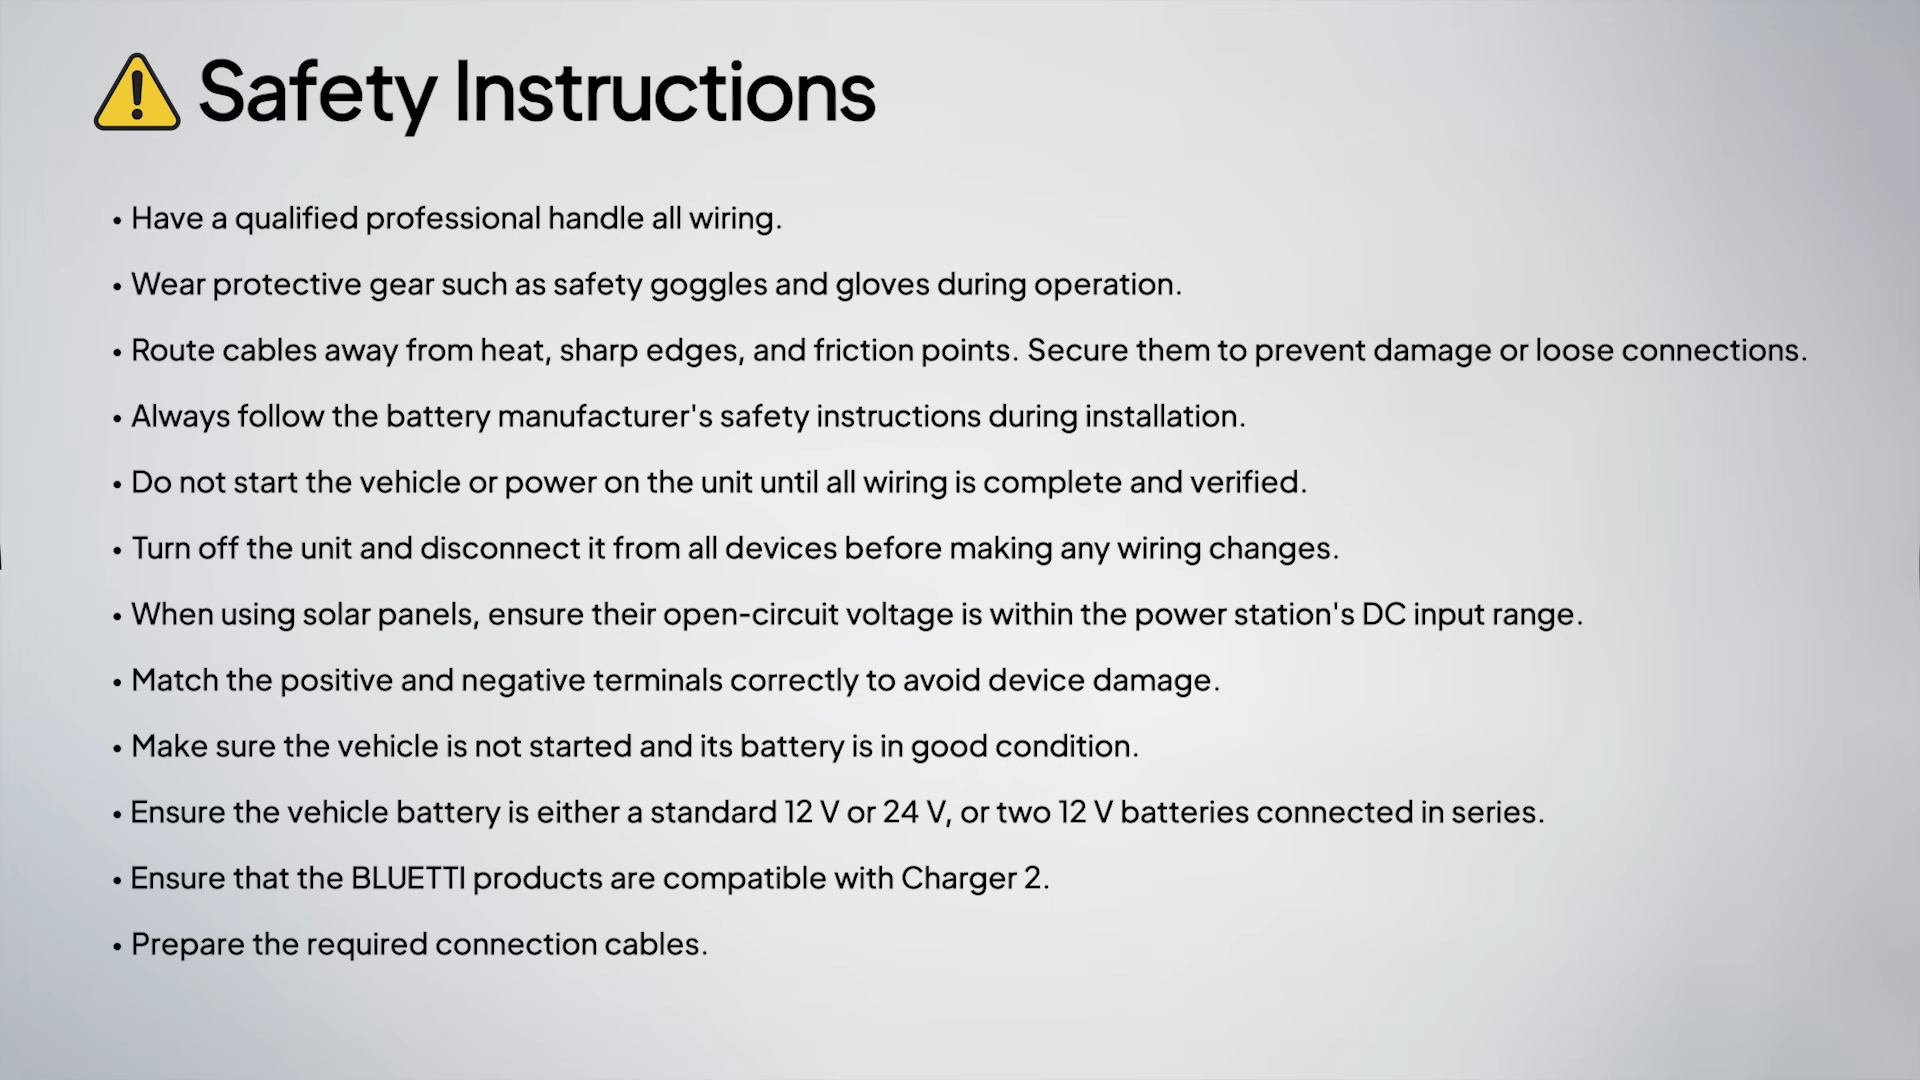 Safety Instructions
• Have a qualified professional handle all wiring.
• Wear protective gear such as safety goggles and gloves during operation.
• Route cables away from heat, sharp edges, and friction points. Secure them to prevent damage or loose connections.
• Always follow the battery manufacturer's safety instructions during installation.
• Do not start the vehicle or power on the unit until all wiring is complete and verified.
• Turn off the unit and disconnect it from all devices before making any wiring changes.
• When using solar panels, ensure their open-circuit voltage is within the power station's DC input range.
• Match the positive and negative terminals correctly to avoid device damage.
• Make sure the vehicle is not started and its battery is in good condition.
• Ensure the vehicle battery is either a standard 12 V or 24 V, or two 12 V batteries connected in series.
• Ensure that the BLUETTI products are compatible with Charger 2.
• Prepare the required connection cables.